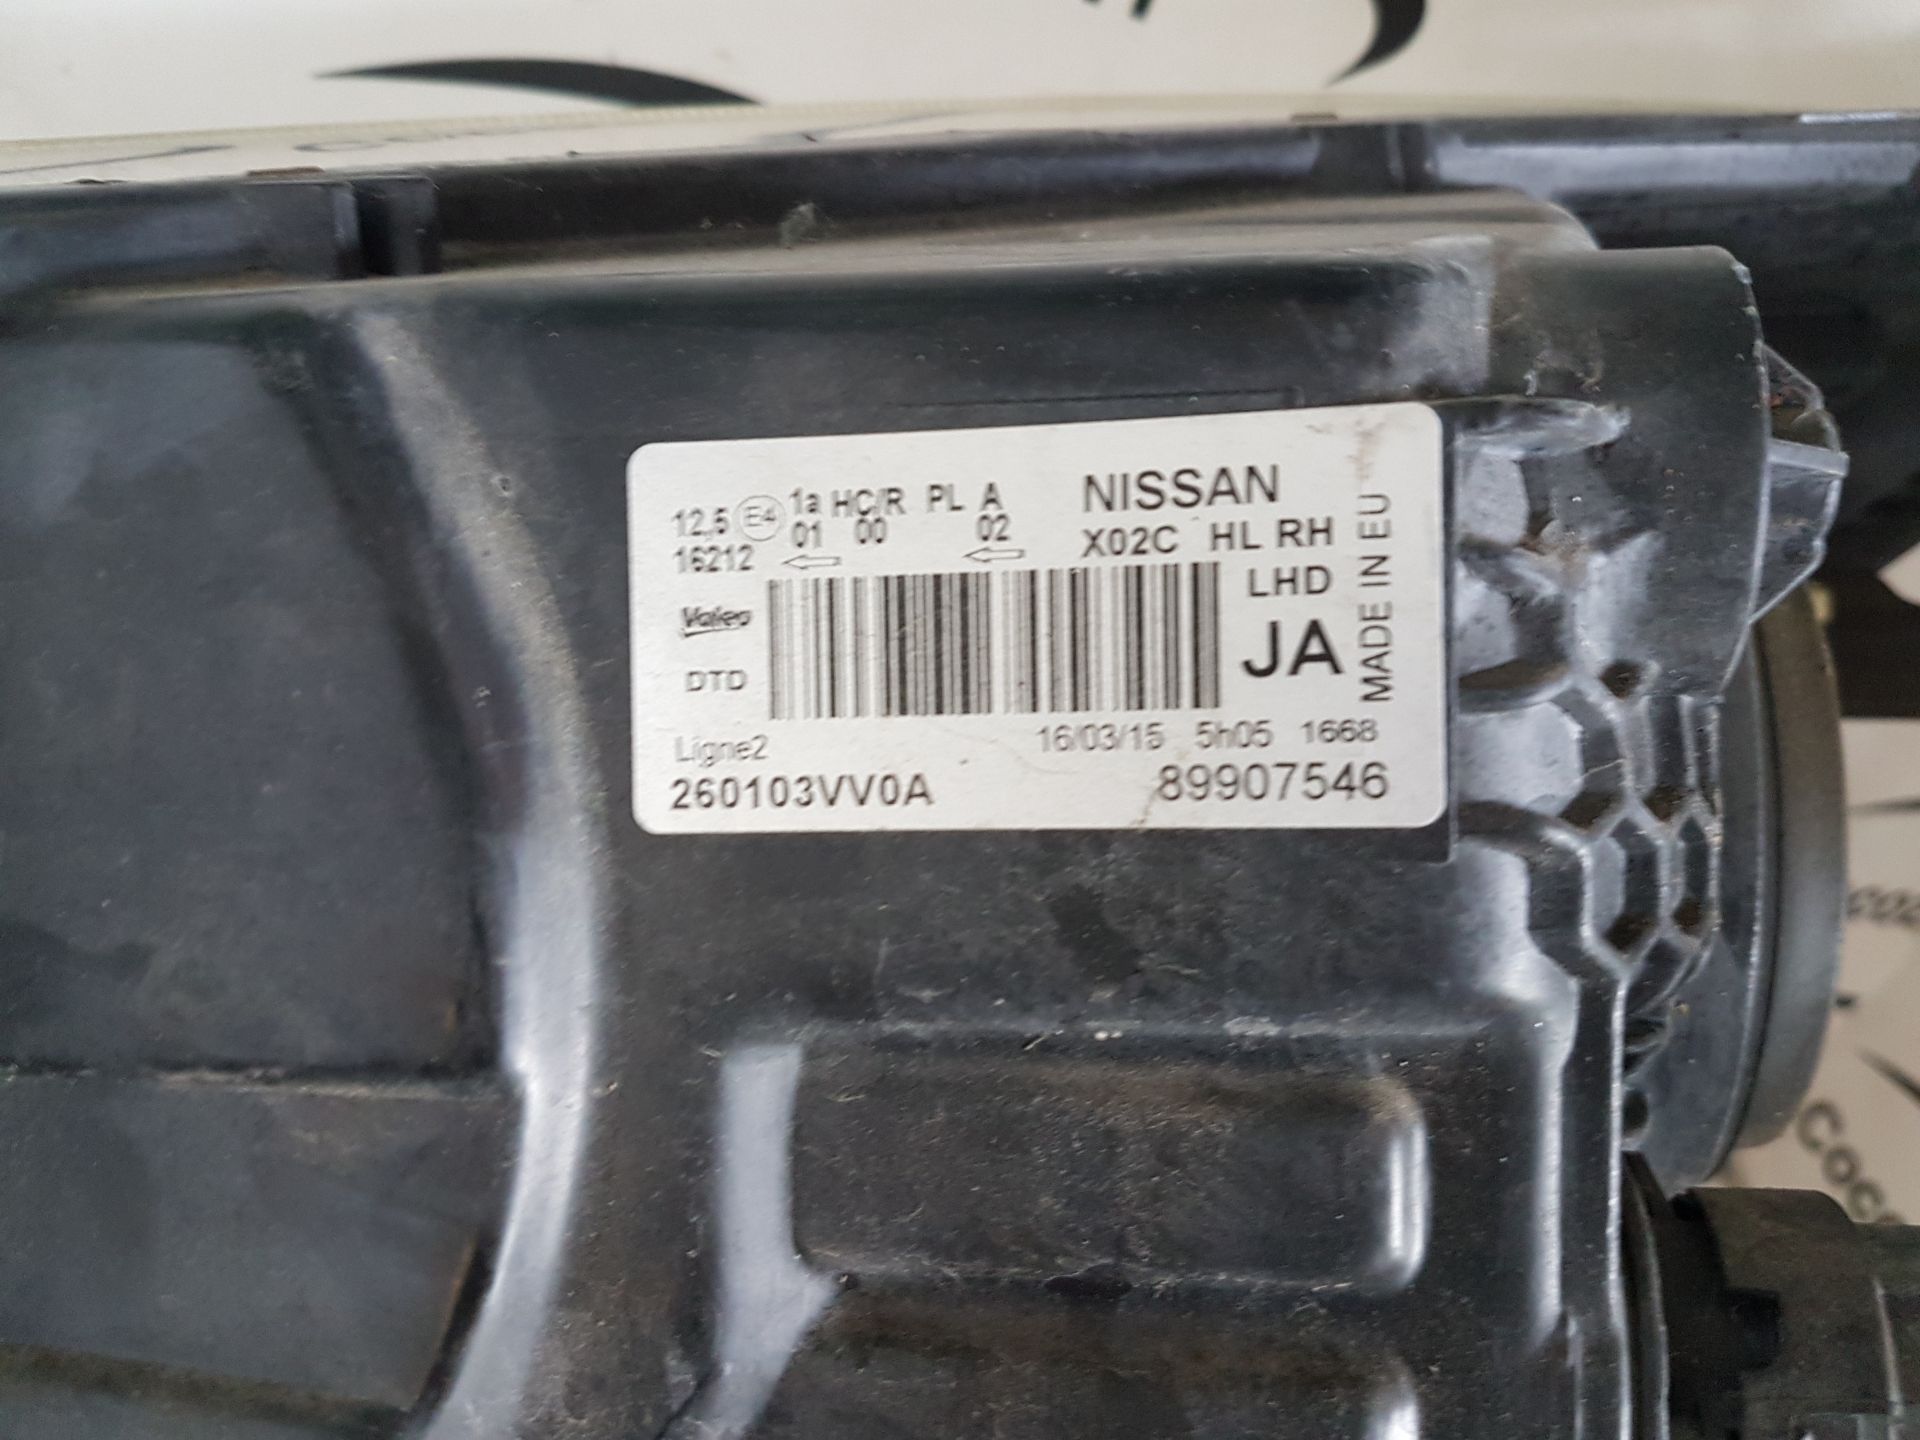 12,5 E4 1a HC/R PL A
01 00 02
16212
NISSAN
X02C HL RH
LHD
JA
MADE IN EU
Valeo
DTD
Ligne2
16/03/15 5h05 1668
260103VV0A
89907546